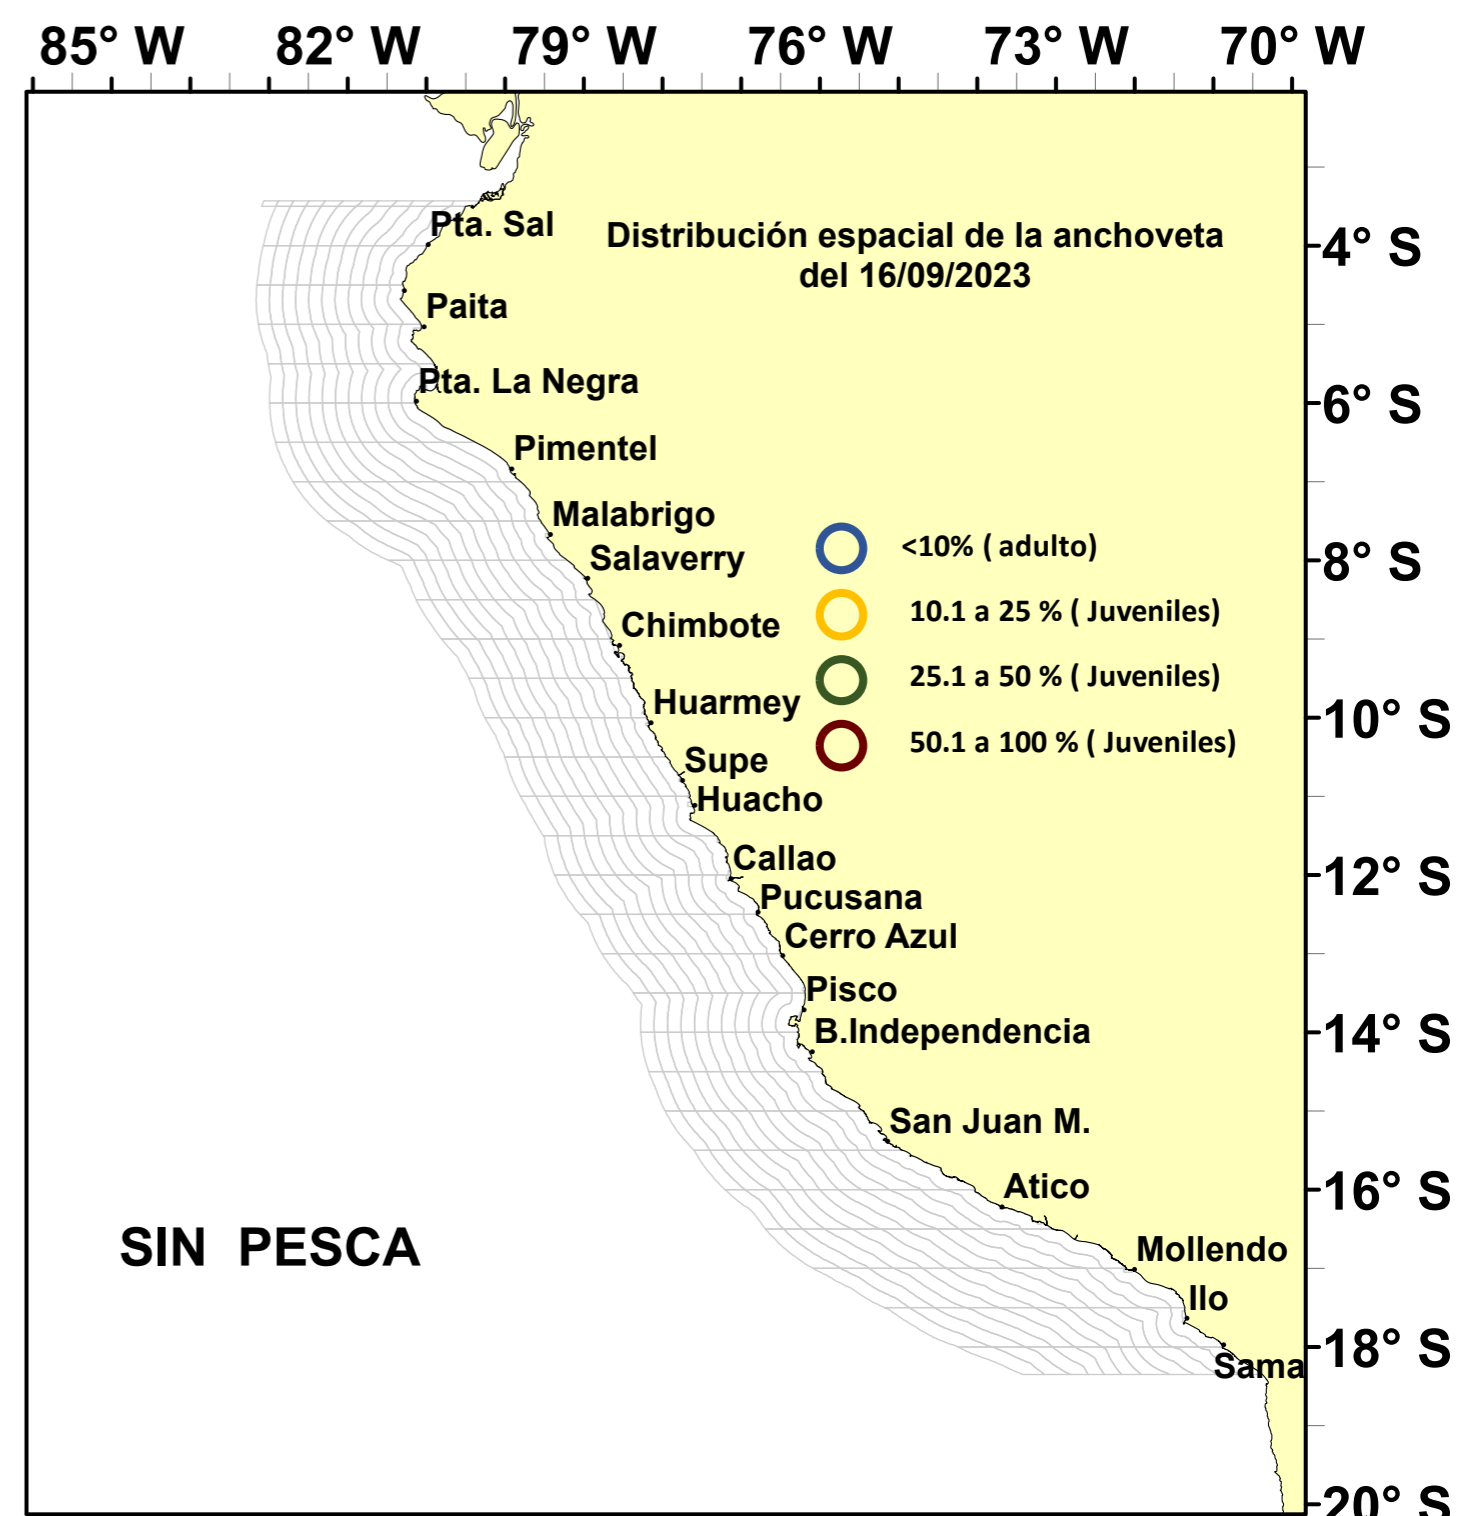 85° W 82° W 79° W 76° W 73° W 70° W
Pta. Sal
Distribución espacial de la anchoveta
del 16/09/2023
4° S
Paita
Pta. La Negra
6° S
Pimentel
Malabrigo
Salaverry
<10% ( adulto)
8° S
10.1 a 25 % ( Juveniles)
Chimbote
25.1 a 50 % ( Juveniles)
Huarmey
10° S
50.1 a 100 % ( Juveniles)
Supe
Huacho
Callao
12° S
Pucusana
Cerro Azul
Pisco
B.Independencia
14° S
San Juan M.
Atico
16° S
SIN PESCA
Mollendo
Ilo
18° S
Sama
20° S